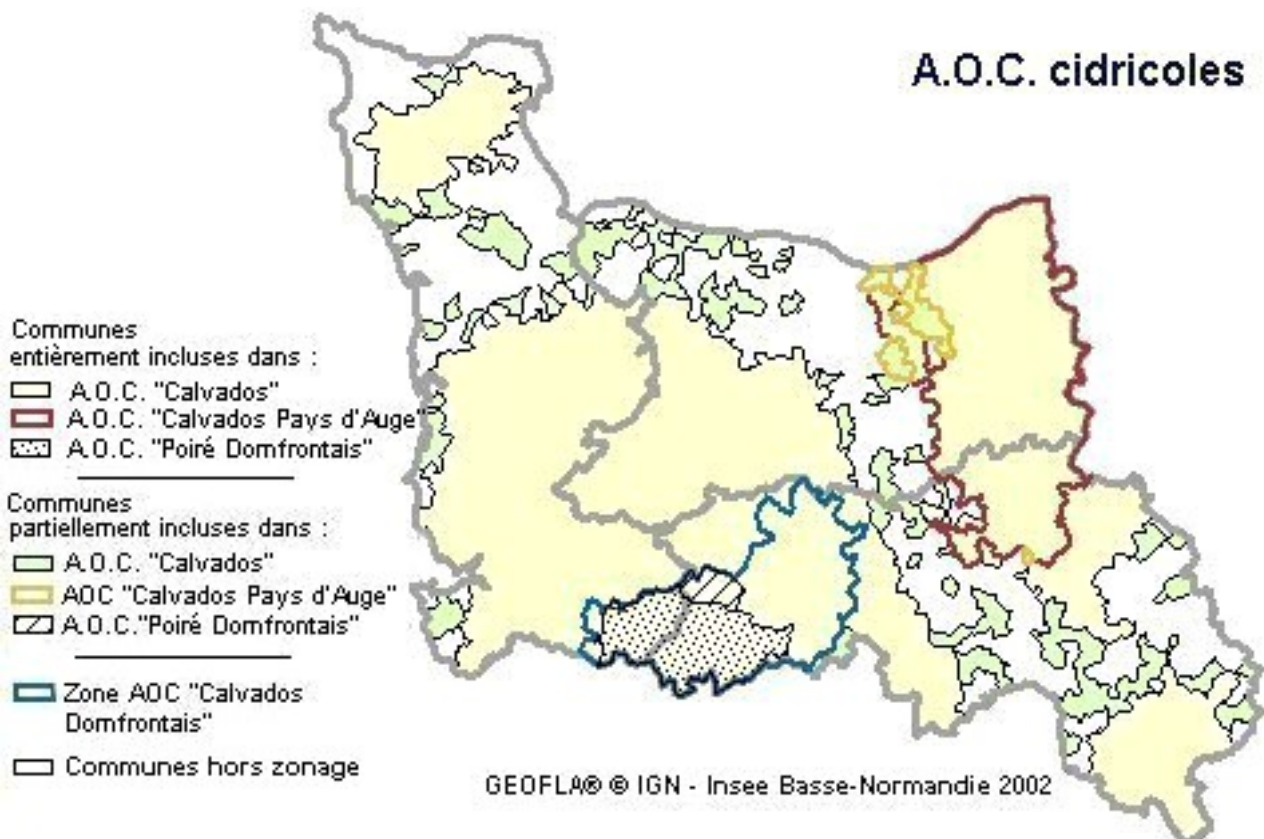 A.O.C. cidricoles
Communes
entièrement incluses dans :
A.O.C. "Calvados"
A.O.C. "Calvados Pays d'Auge"
A.O.C. "Poiré Domfrontais"
Communes
partiellement incluses dans :
A.O.C. "Calvados"
AOC "Calvados Pays d'Auge"
A.O.C."Poiré Domfrontais"
Zone AOC "Calvados
Domfrontais"
Communes hors zonage
GEOFLA® © IGN - Insee Basse-Normandie 2002